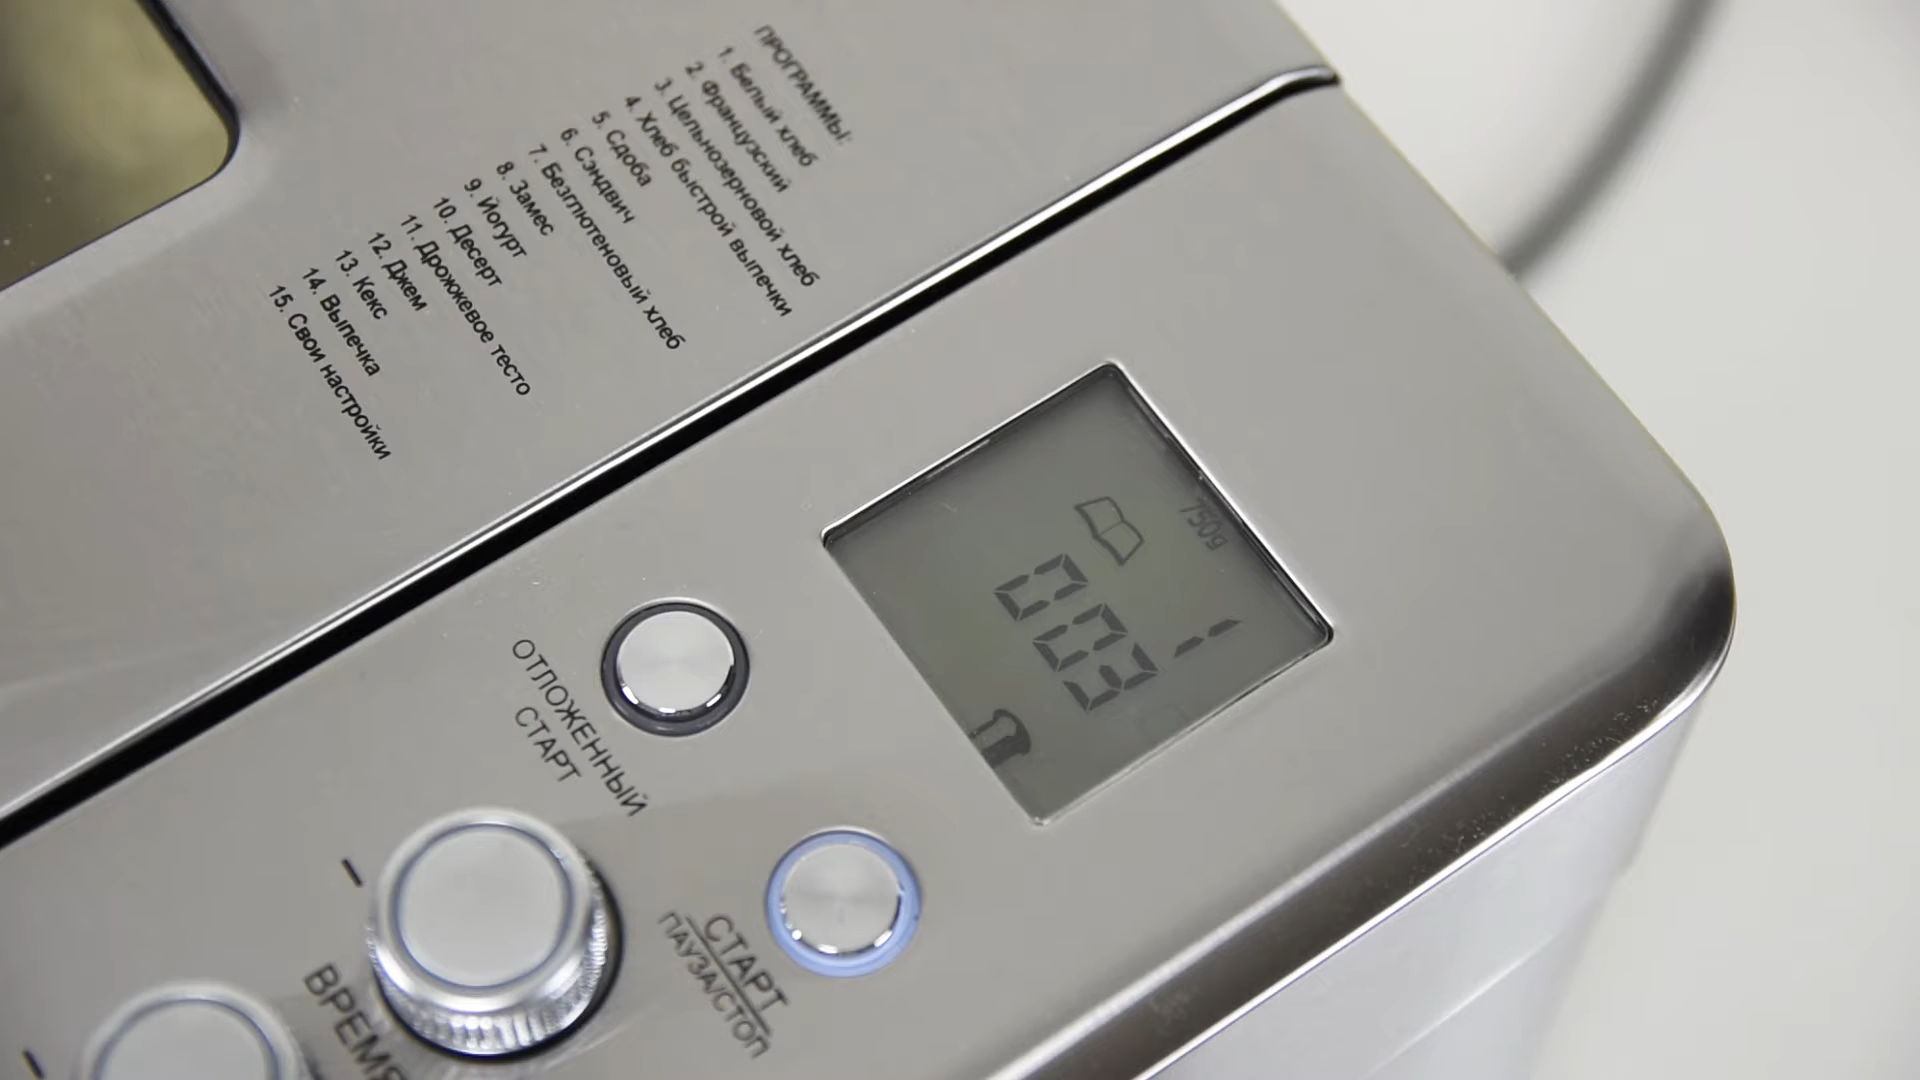 ПРОГРАММЫ:
1. Белый хлеб
2. Французский
3. Цельнозерновой хлеб
4. Хлеб быстрой выпечки
5. Сдоба
6. Сэндвич
7. Безглютеновый хлеб
8. Замес
9. Йогурт
10. Десерт
11. Дрожжевое тесто
12. Джем
13. Кекс
14. Выпечка
15. Свои настройки
750g
1
003
ОТЛОЖЕННЫЙ
СТАРТ
СТАРТ
ПАУЗА/СТОП
-
ВРЕМЯ
-